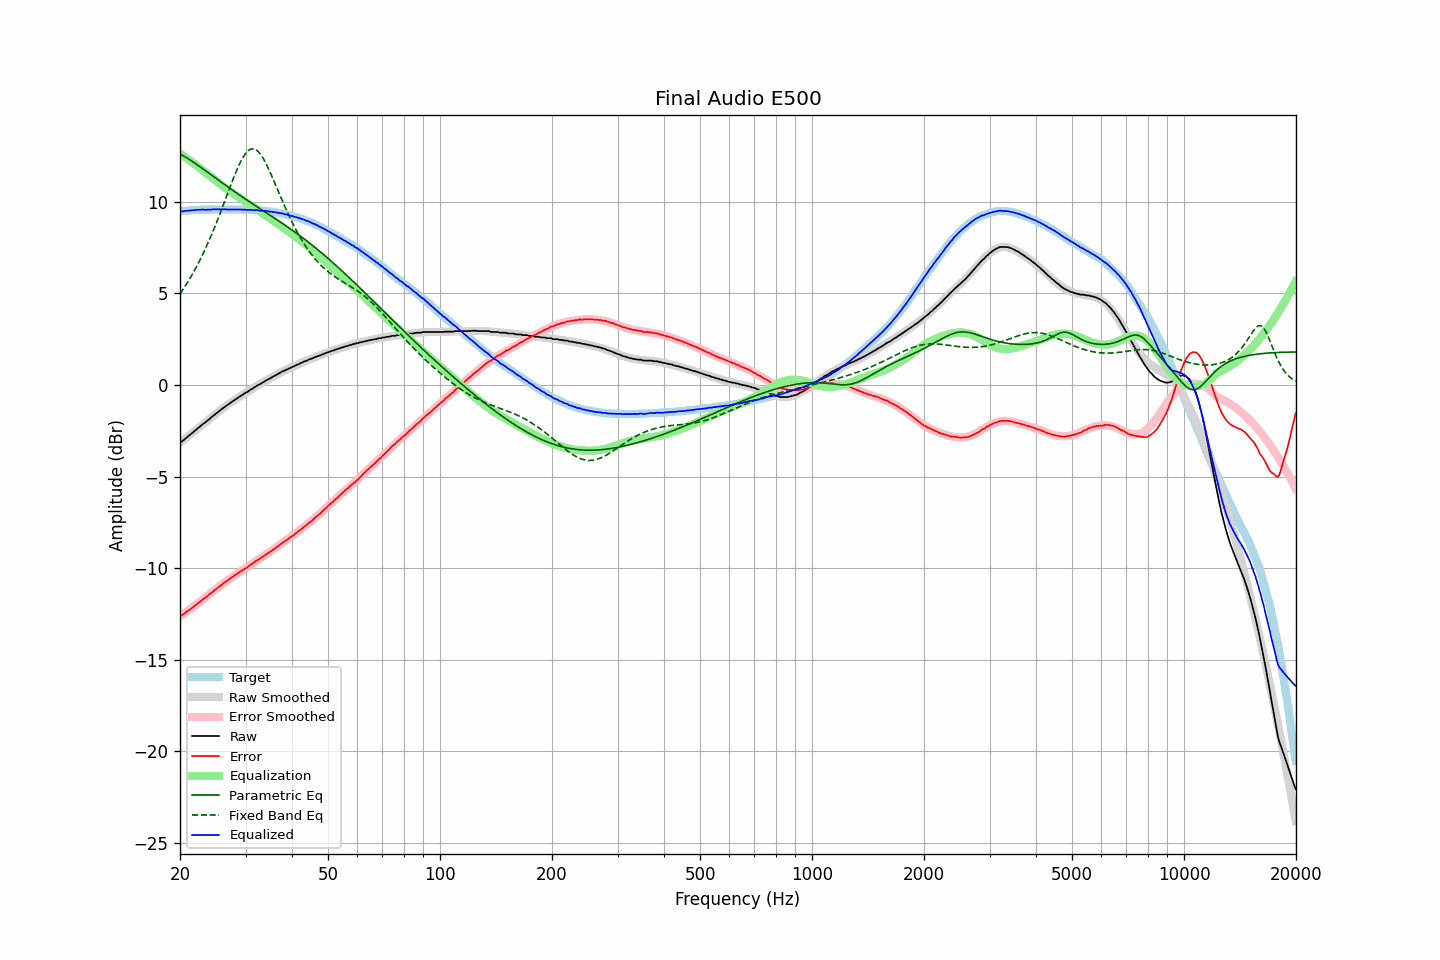 Final Audio E500
Amplitude (dBr)
10
5
0
−5
−10
−15
−20
−25
Target
Raw Smoothed
Error Smoothed
Raw
Error
Equalization
Parametric Eq
Fixed Band Eq
Equalized
20 50 100 200 500 1000 2000 5000 10000 20000
Frequency (Hz)